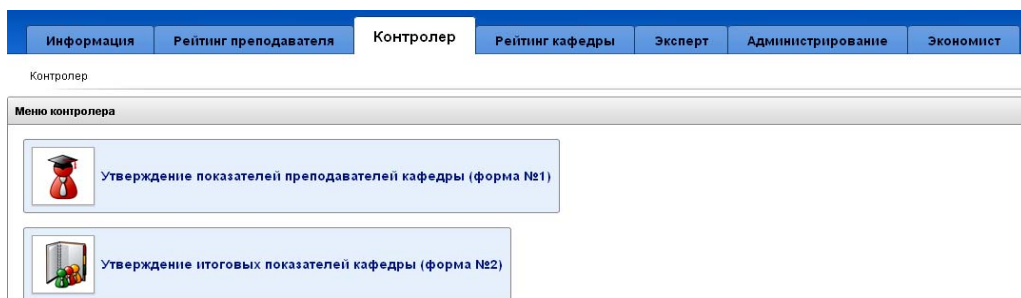 Информация Рейтинг преподавателя Контролер Рейтинг кафедры Эксперт Администрирование Экономист
Контролер
Меню контролера
Утверждение показателей преподавателей кафедры (форма №1)
Утверждение итоговых показателей кафедры (форма №2)